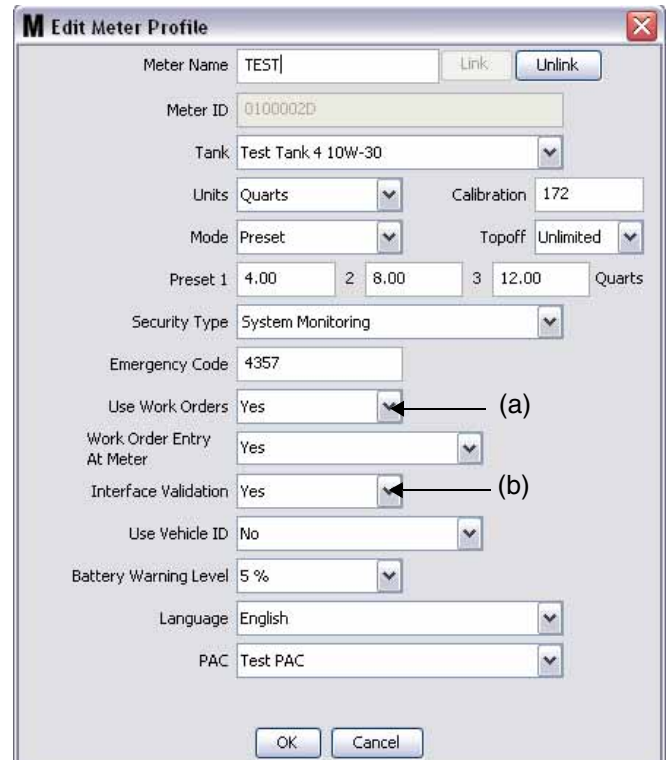 M Edit Meter Profile
Meter Name TEST Link Unlink
Meter ID 0100002D
Tank Test Tank 4 10W-30
Units Quarts Calibration 172
Mode Preset Topoff Unlimited
Preset 1 4.00 2 8.00 3 12.00 Quarts
Security Type System Monitoring
Emergency Code 4357
Use Work Orders Yes (a)
Work Order Entry
At Meter Yes
Interface Validation Yes (b)
Use Vehicle ID No
Battery Warning Level 5 %
Language English
PAC Test PAC
OK Cancel